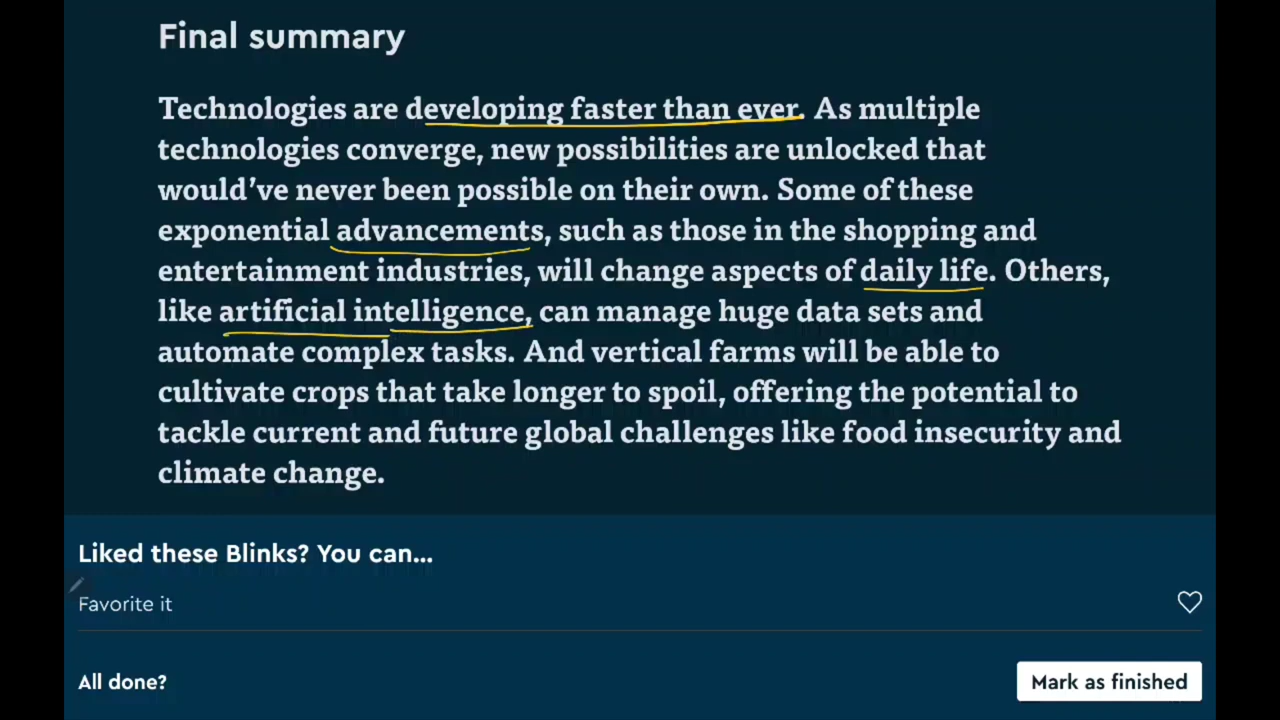 Final summary
Technologies are developing faster than ever. As multiple
technologies converge, new possibilities are unlocked that
would've never been possible on their own. Some of these
exponential advancements, such as those in the shopping and
entertainment industries, will change aspects of daily life. Others,
like artificial intelligence, can manage huge data sets and
automate complex tasks. And vertical farms will be able to
cultivate crops that take longer to spoil, offering the potential to
tackle current and future global challenges like food insecurity and
climate change.
Liked these Blinks? You can...
Favorite it
All done?
Mark as finished